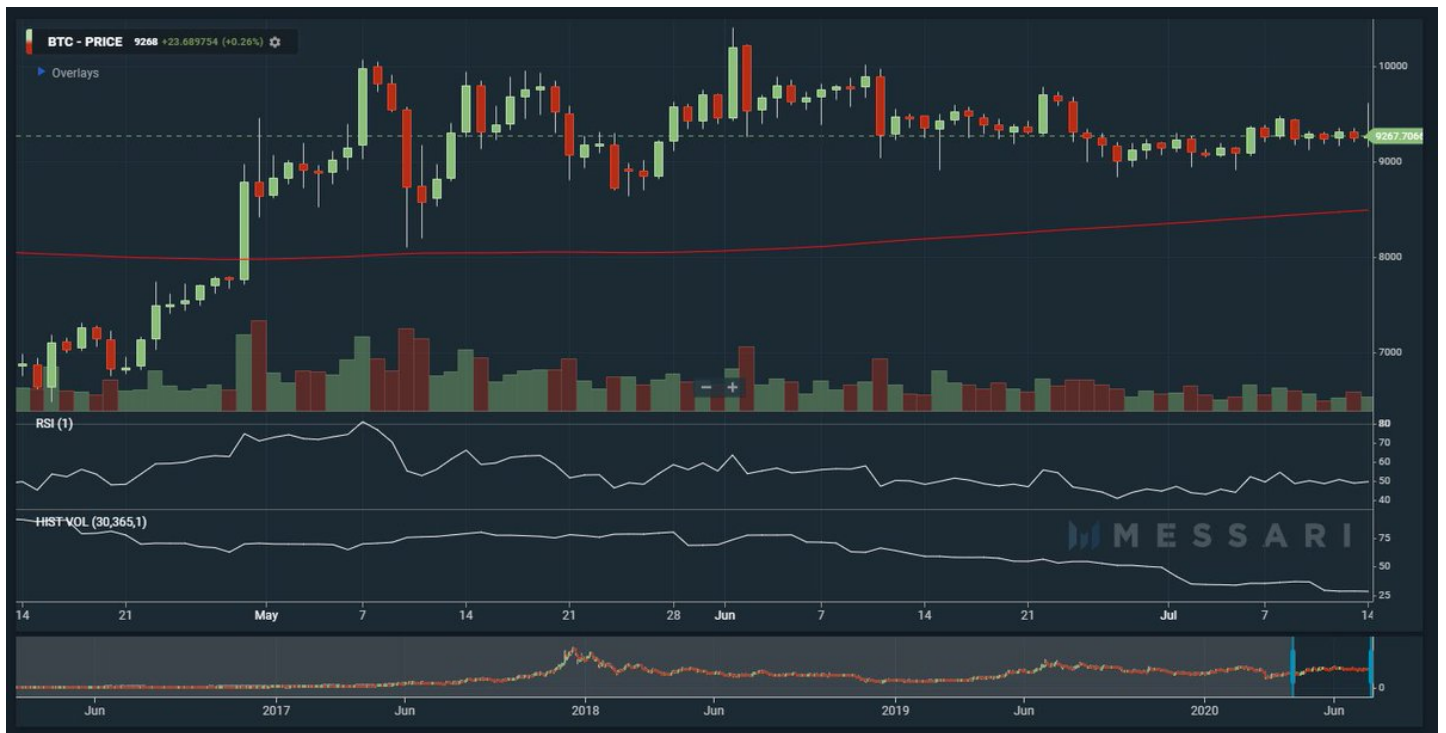 BTC - PRICE 9268 +23.689754 (+0.26%)
Overlays
10000
9267.7066
9000
8000
7000
− +
RSI (1)
80
70
60
50
40
HIST VOL (30,365,1)
MESSARI
75
50
25
14 21 May 7 14 21 28 Jun 7 14 21 Jul 7 14
0
Jun 2017 Jun 2018 Jun 2019 Jun 2020 Jun